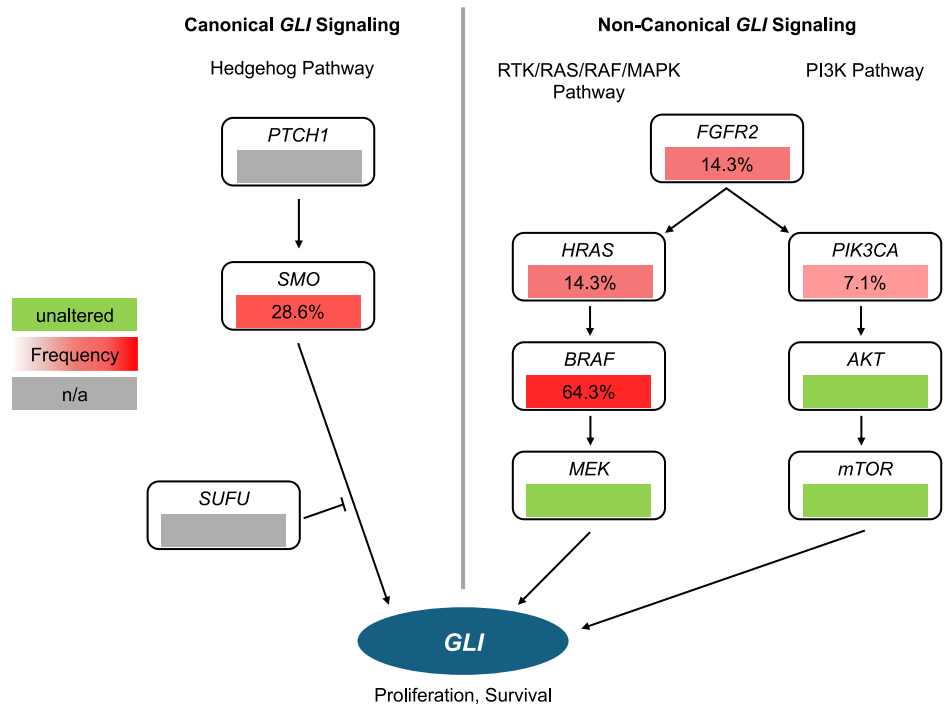 Canonical GLI Signaling
Non-Canonical GLI Signaling
Hedgehog Pathway
RTK/RAS/RAF/MAPK
Pathway
PI3K Pathway
PTCH1
FGFR2
14.3%
SMO
28.6%
HRAS
14.3%
PIK3CA
7.1%
unaltered
Frequency
n/a
BRAF
64.3%
AKT
SUFU
MEK
mTOR
GLI
Proliferation, Survival